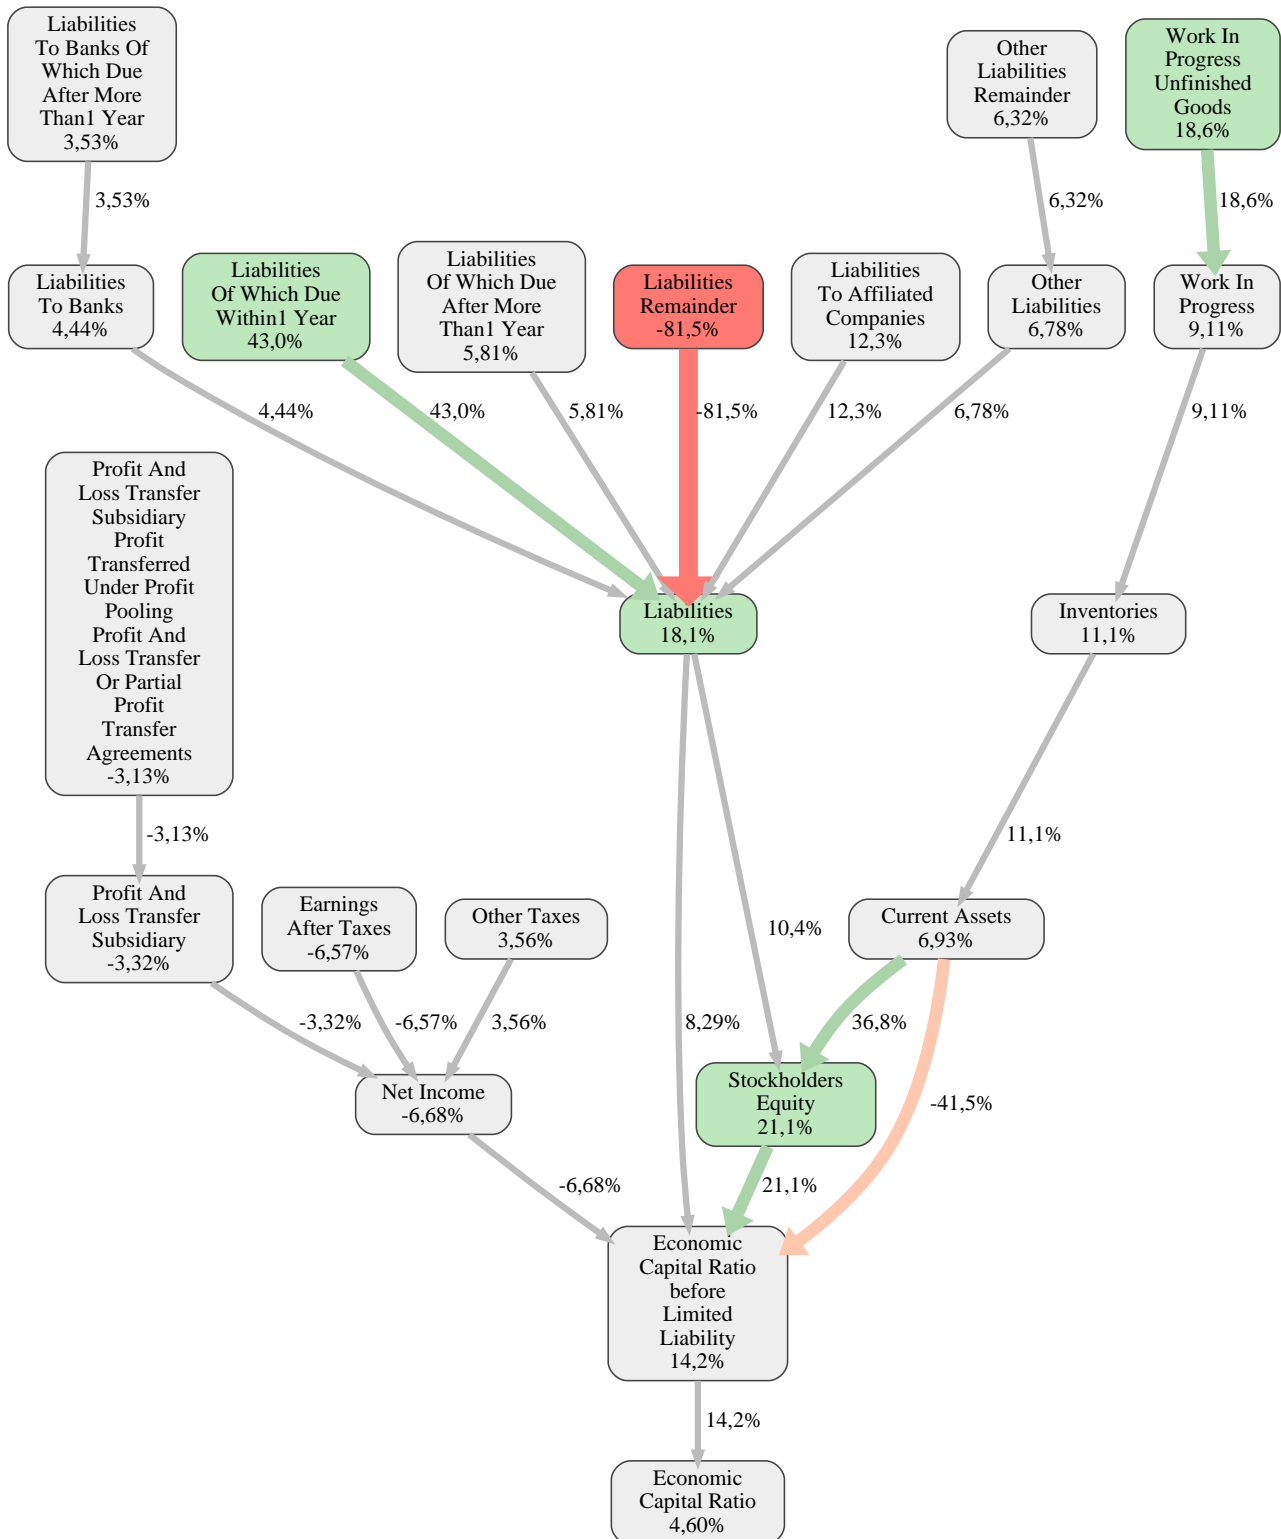 Liabilities
To Banks Of
Which Due
After More
Than1 Year
3,53%
Other
Liabilities
Remainder
6,32%
Work In
Progress
Unfinished
Goods
18,6%
3,53%
6,32%
18,6%
Liabilities
To Banks
4,44%
Liabilities
Of Which Due
Within1 Year
43,0%
Liabilities
Of Which Due
After More
Than1 Year
5,81%
Liabilities
Remainder
-81,5%
Liabilities
To Affiliated
Companies
12,3%
Other
Liabilities
6,78%
Work In
Progress
9,11%
4,44%
43,0%
5,81%
-81,5%
12,3%
6,78%
9,11%
Profit And
Loss Transfer
Subsidiary
Profit
Transferred
Under Profit
Pooling
Profit And
Loss Transfer
Or Partial
Profit
Transfer
Agreements
-3,13%
Liabilities
18,1%
Inventories
11,1%
-3,13%
11,1%
Profit And
Loss Transfer
Subsidiary
-3,32%
Earnings
After Taxes
-6,57%
Other Taxes
3,56%
10,4%
Current Assets
6,93%
-3,32%
-6,57%
3,56%
8,29%
36,8%
-41,5%
Net Income
-6,68%
Stockholders
Equity
21,1%
-6,68%
21,1%
Economic
Capital Ratio
before
Limited
Liability
14,2%
14,2%
Economic
Capital Ratio
4,60%